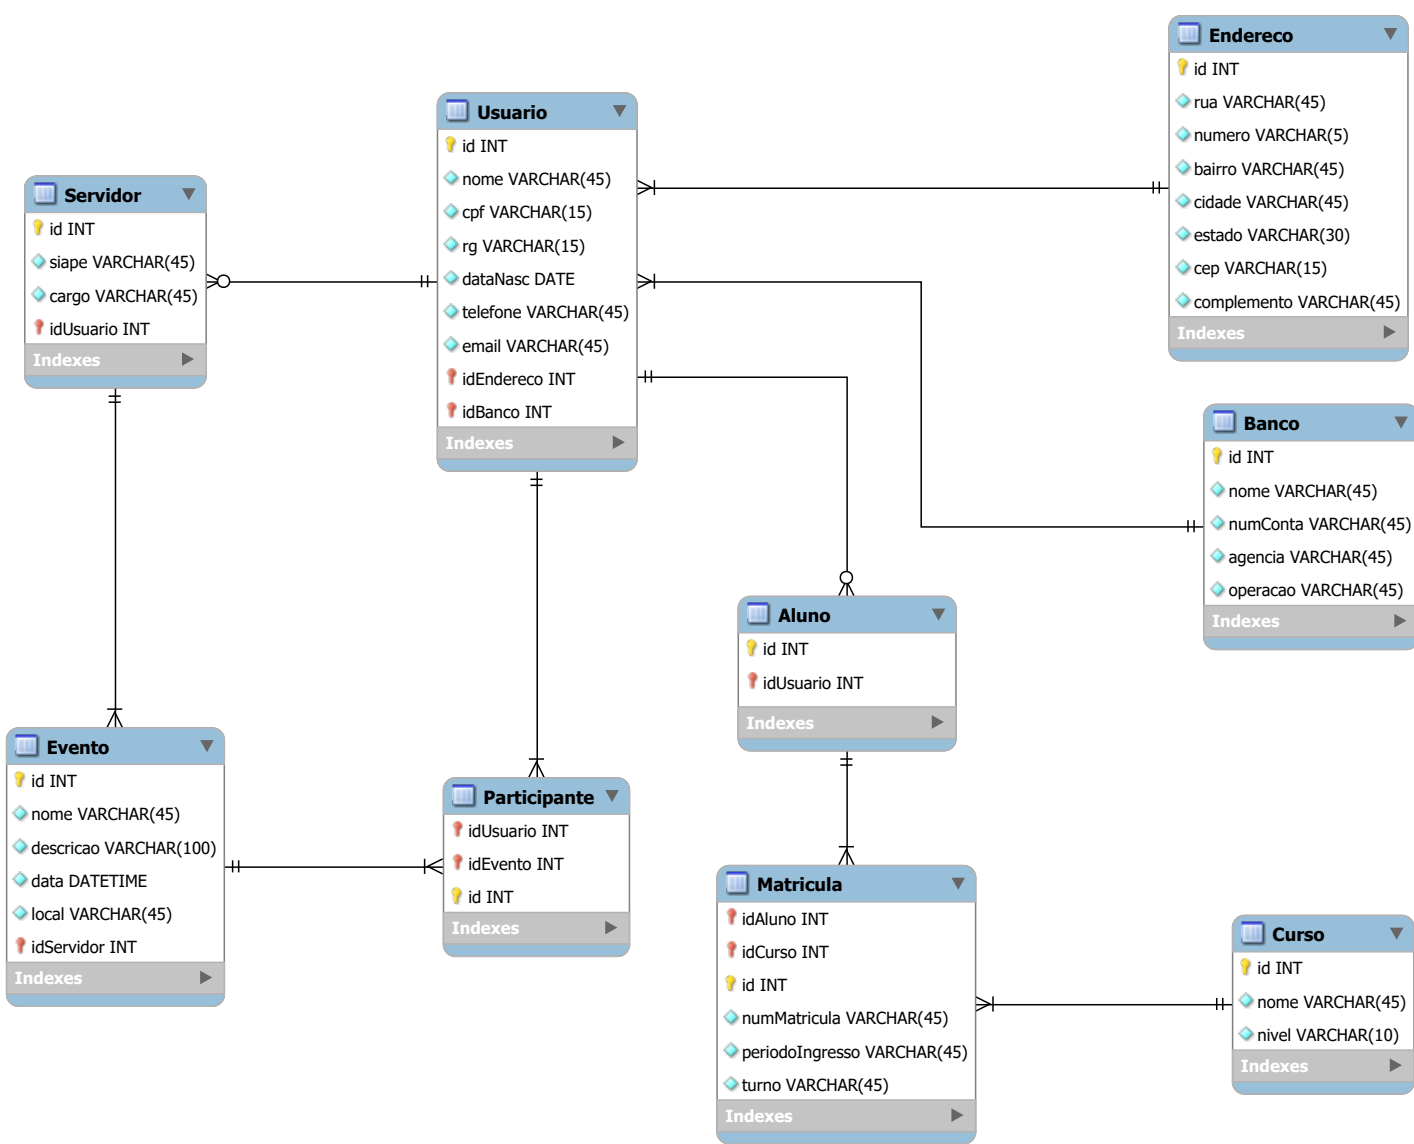 Endereco
id INT
rua VARCHAR(45)
numero VARCHAR(5)
bairro VARCHAR(45)
cidade VARCHAR(45)
estado VARCHAR(30)
cep VARCHAR(15)
complemento VARCHAR(45)
Indexes
Usuario
id INT
nome VARCHAR(45)
cpf VARCHAR(15)
rg VARCHAR(15)
dataNasc DATE
telefone VARCHAR(45)
email VARCHAR(45)
idEndereco INT
idBanco INT
Indexes
Servidor
id INT
siape VARCHAR(45)
cargo VARCHAR(45)
idUsuario INT
Indexes
Banco
id INT
nome VARCHAR(45)
numConta VARCHAR(45)
agencia VARCHAR(45)
operacao VARCHAR(45)
Indexes
Aluno
id INT
idUsuario INT
Indexes
Evento
id INT
nome VARCHAR(45)
descricao VARCHAR(100)
data DATETIME
local VARCHAR(45)
idServidor INT
Indexes
Participante
idUsuario INT
idEvento INT
id INT
Indexes
Matricula
idAluno INT
idCurso INT
id INT
numMatricula VARCHAR(45)
periodoIngresso VARCHAR(45)
turno VARCHAR(45)
Indexes
Curso
id INT
nome VARCHAR(45)
nivel VARCHAR(10)
Indexes